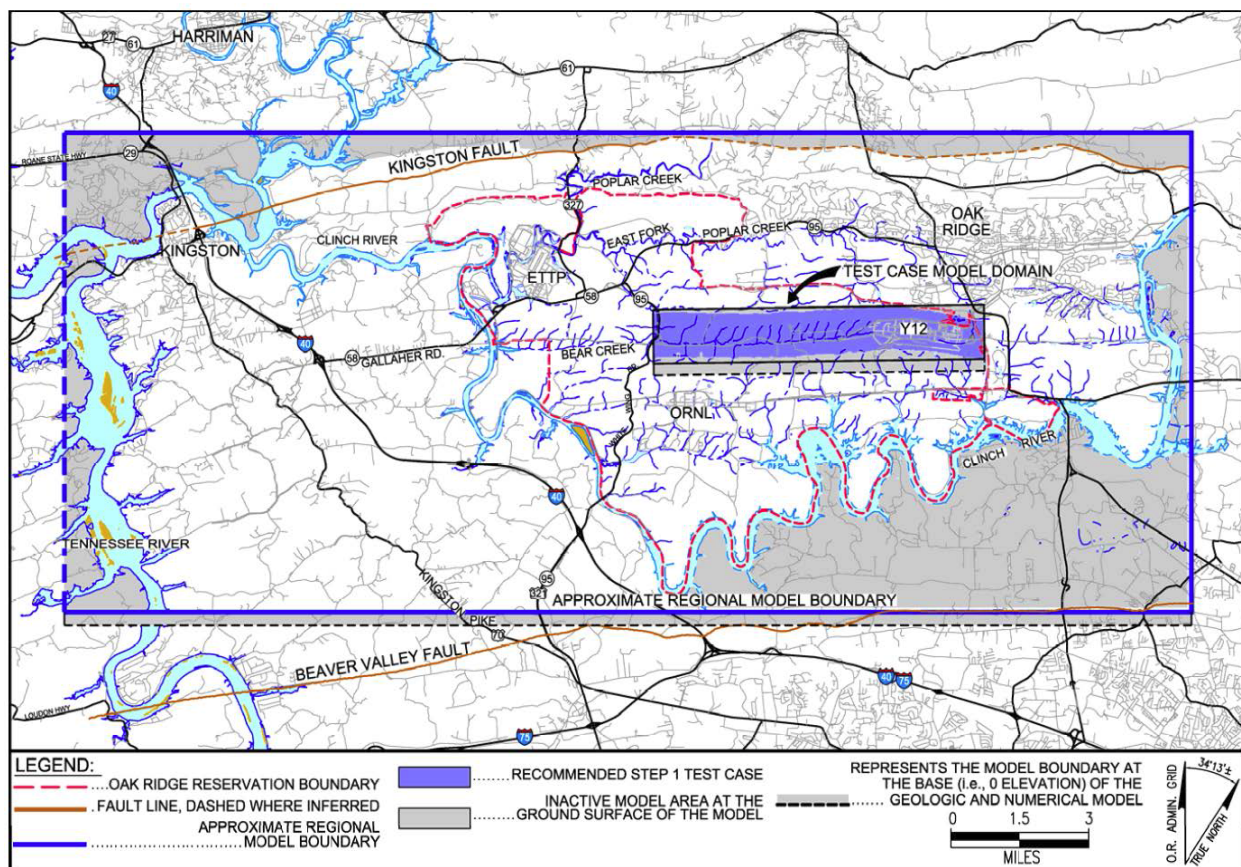 HARRIMAN
27
61
61
40
ROANE STATE HWY
29
KINGSTON FAULT
POPLAR CREEK
327
OAK
RIDGE
KINGSTON
CLINCH RIVER
EAST FORK
POPLAR CREEK
95
ETTP
TEST CASE MODEL DOMAIN
58
95
Y12
40
58
GALLAHER RD.
BEAR CREEK
WHITE
WING
ORNL
CLINCH
RIVER
40
TENNESSEE RIVER
95
321
KINGSTON
PIKE
70
APPROXIMATE REGIONAL MODEL BOUNDARY
BEAVER VALLEY FAULT
40
75
LOUDON HWY
75
LEGEND:
OAK RIDGE RESERVATION BOUNDARY
FAULT LINE, DASHED WHERE INFERRED
APPROXIMATE REGIONAL
MODEL BOUNDARY
RECOMMENDED STEP 1 TEST CASE
INACTIVE MODEL AREA AT THE
GROUND SURFACE OF THE MODEL
REPRESENTS THE MODEL BOUNDARY AT
THE BASE (i.e., 0 ELEVATION) OF THE
GEOLOGIC AND NUMERICAL MODEL
0 1.5 3
MILES
O.R. ADMIN. GRID
34°13'±
TRUE NORTH